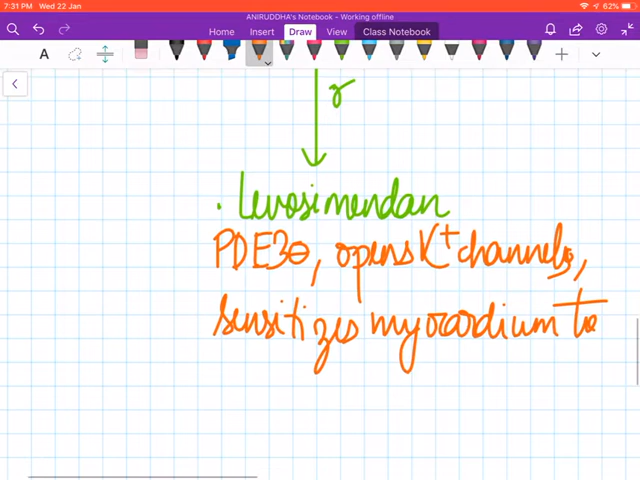 7:31 PM Wed 22 Jan
62%
ANIRUDDHA's Notebook - Working offline
Home Insert Draw View Class Notebook
A
r
. Levosimendan
PDE3⊖, opens K+ channels,
sensitizes myocardium to